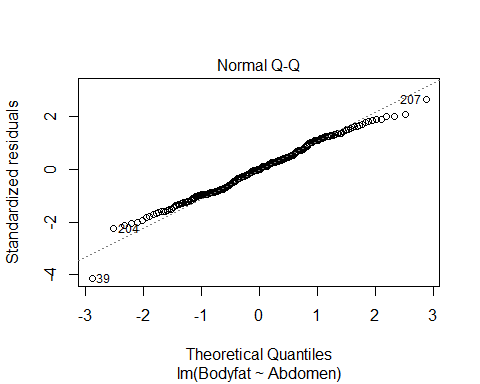 Normal Q-Q
Standardized residuals
2
0
-2
-4
207
204
39
-3 -2 -1 0 1 2 3
Theoretical Quantiles
lm(Bodyfat ~ Abdomen)